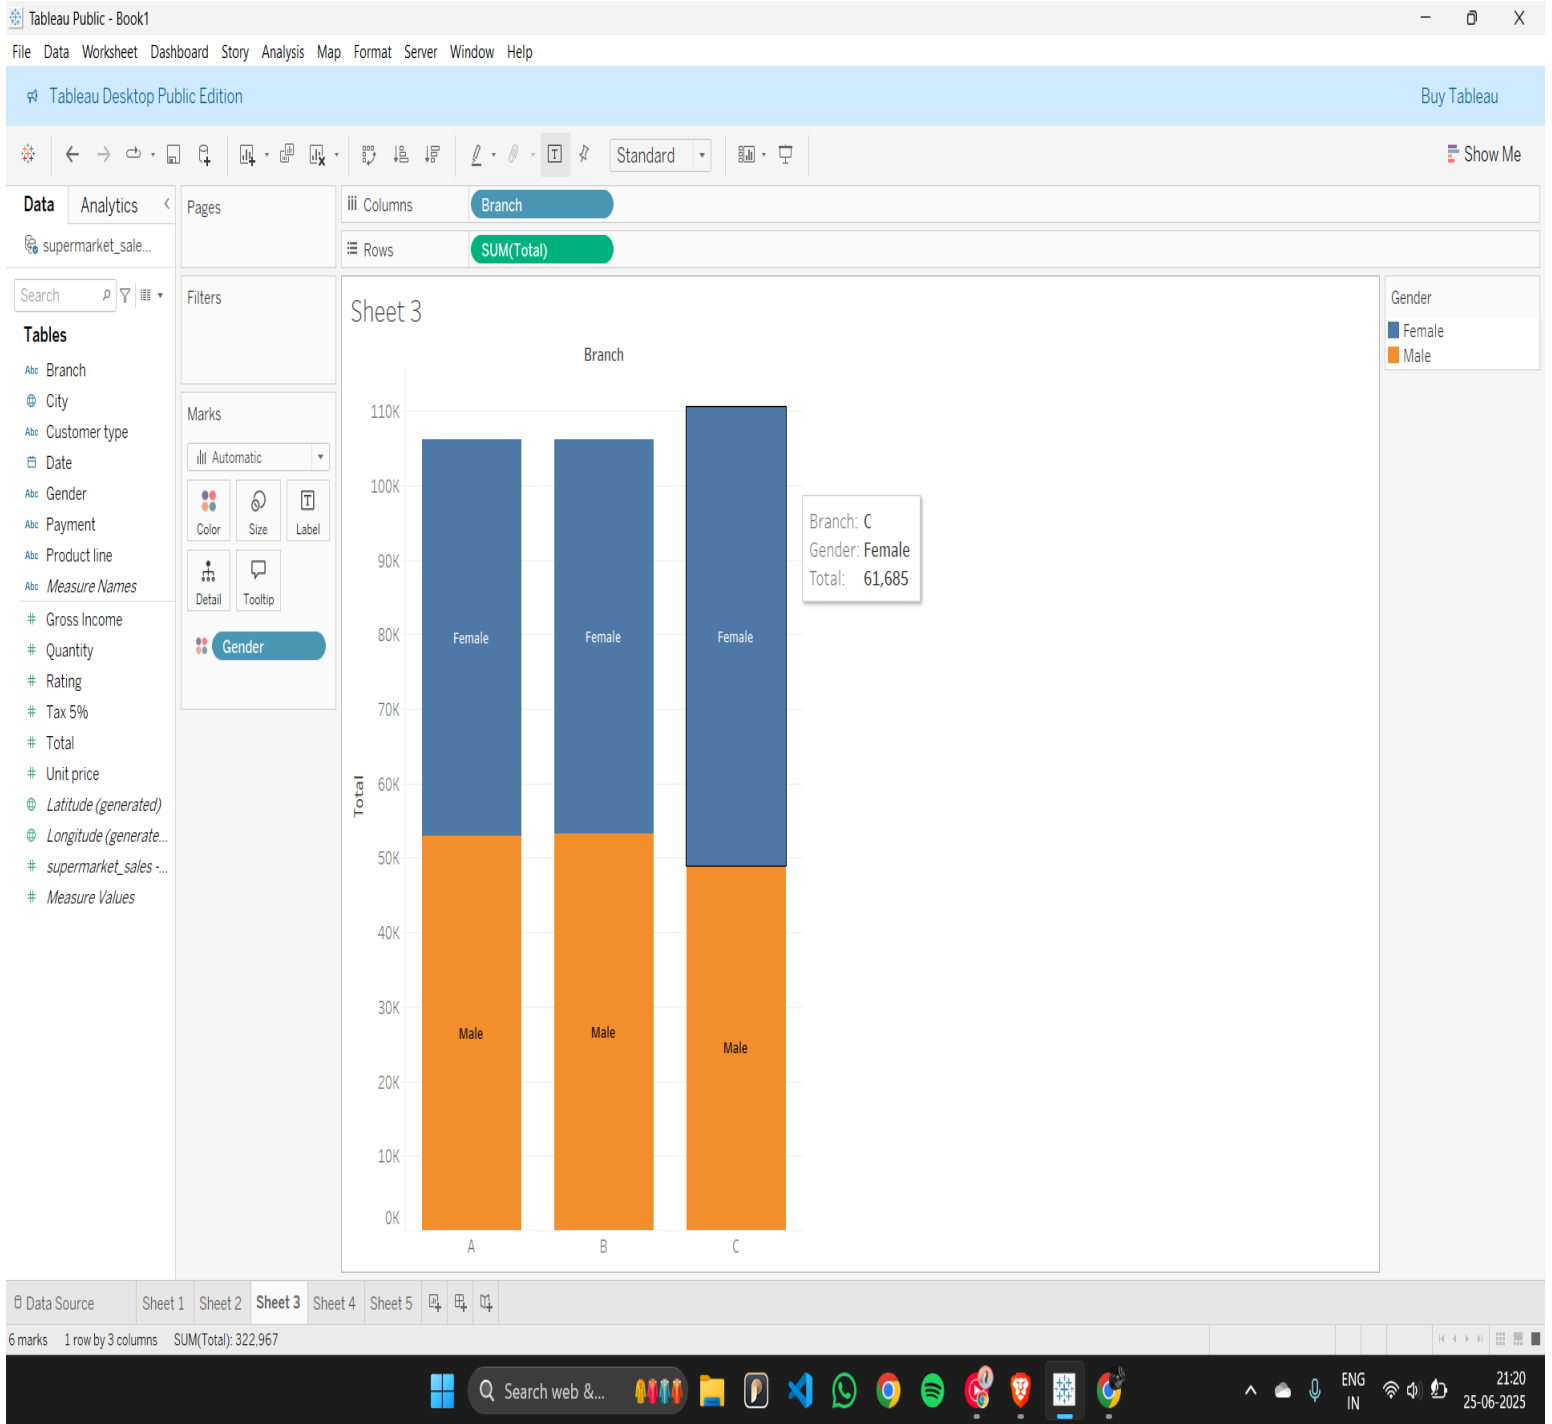 Tableau Public - Book1
File Data Worksheet Dashboard Story Analysis Map Format Server Window Help
Tableau Desktop Public Edition
Buy Tableau
Standard
Show Me
Data
Analytics
supermarket_sale...
Search
Tables
Abc Branch
City
Abc Customer type
Date
Abc Gender
Abc Payment
Abc Product line
Abc Measure Names
# Gross Income
# Quantity
# Rating
# Tax 5%
# Total
# Unit price
Latitude (generated)
Longitude (generate...
# supermarket_sales -...
# Measure Values
Pages
Filters
Marks
Automatic
Color
Size
Label
Detail
Tooltip
Gender
Columns
Branch
Rows
SUM(Total)
Sheet 3
Branch
110K
100K
90K
80K
70K
60K
50K
40K
30K
20K
10K
0K
Total
Female
Female
Female
Male
Male
Male
A
B
C
Branch: C
Gender: Female
Total: 61,685
Gender
Female
Male
Data Source
Sheet 1
Sheet 2
Sheet 3
Sheet 4
Sheet 5
6 marks
1 row by 3 columns
SUM(Total): 322,967
Search web &...
ENG
IN
21:20
25-06-2025